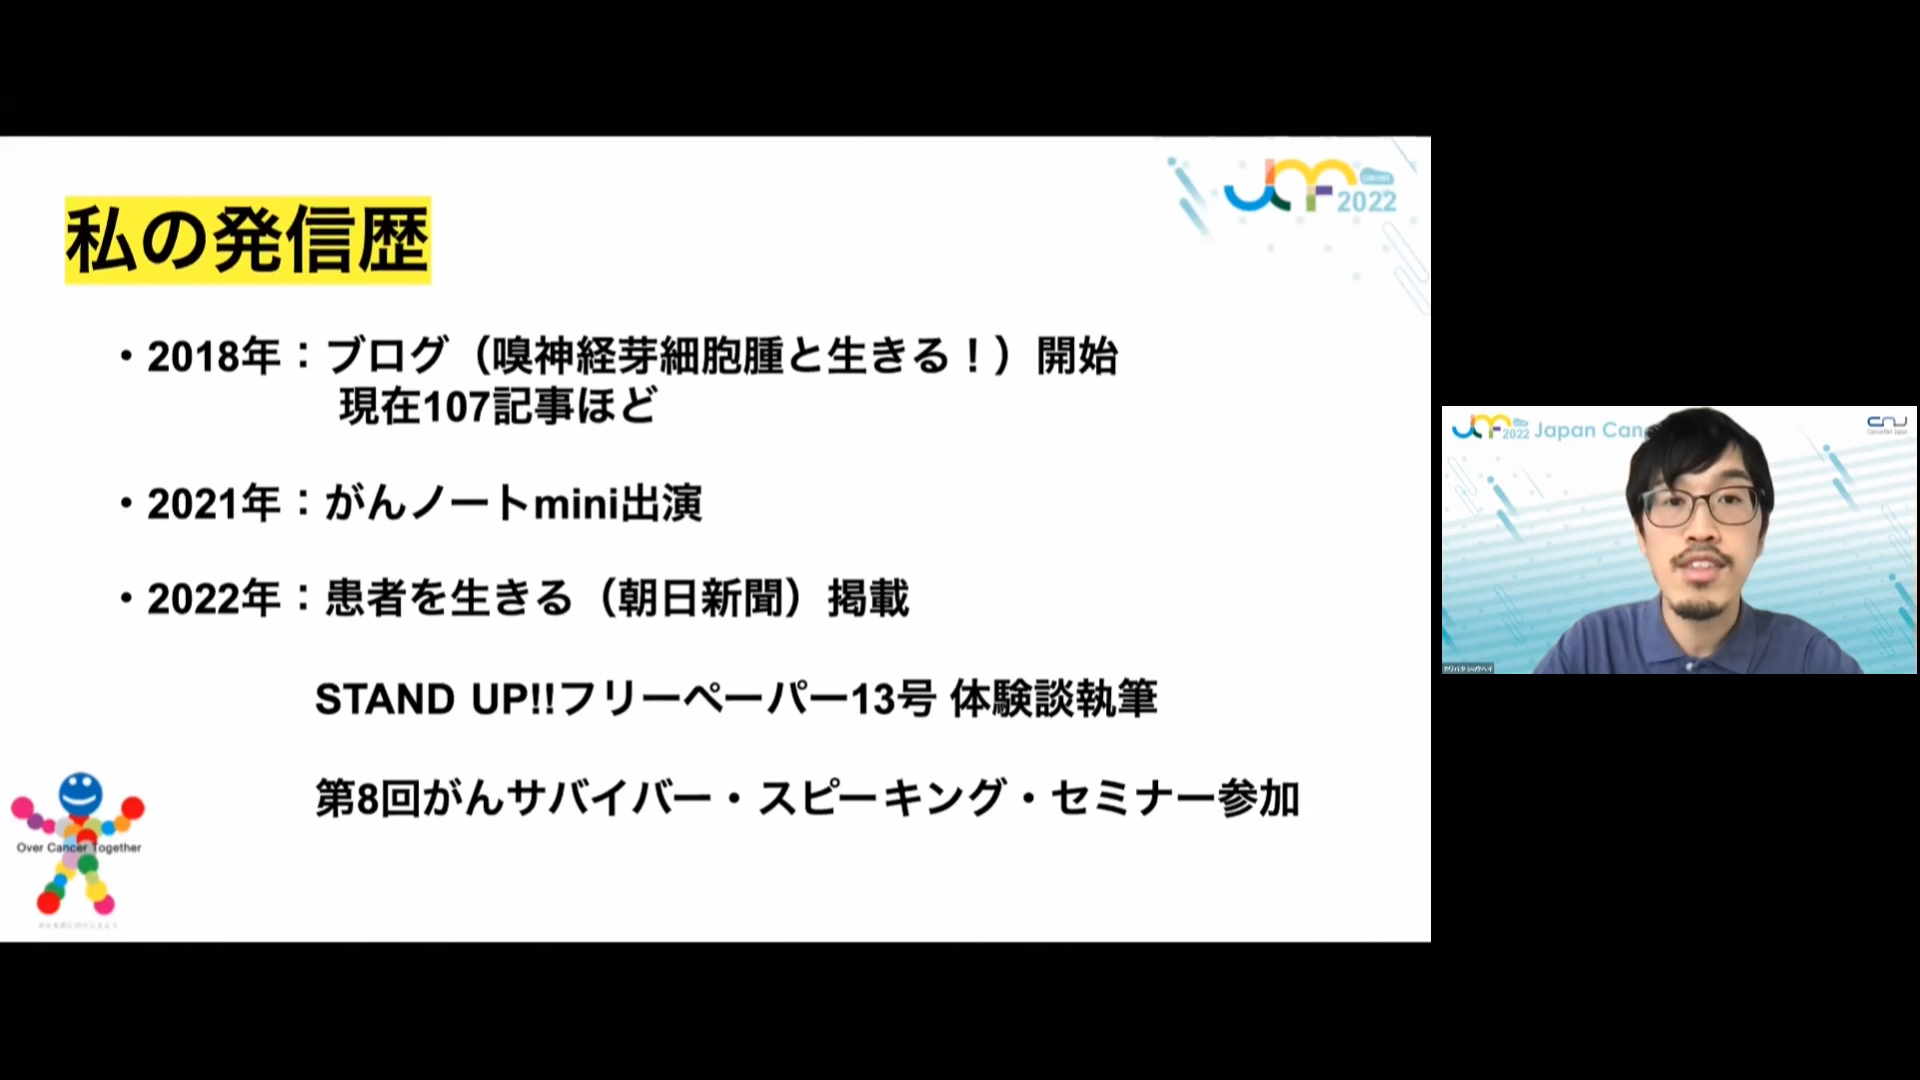 私の発信歴
2022
・2018年：ブログ（嗅神経芽細胞腫と生きる！）開始
現在107記事ほど
・2021年：がんノートmini出演
・2022年：患者を生きる（朝日新聞）掲載
STAND UP!!フリーペーパー13号 体験談執筆
第8回がんサバイバー・スピーキング・セミナー参加
Over Cancer Together
2022 Japan Can
CancerNet Japan